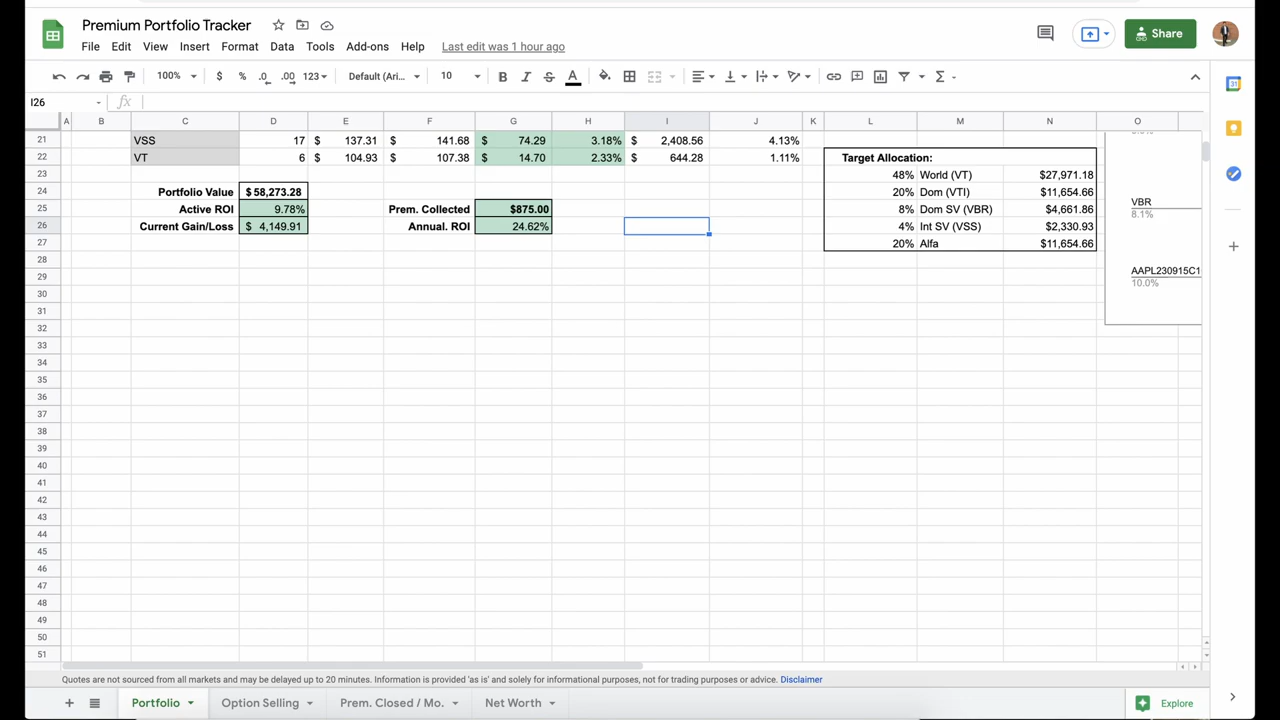 Premium Portfolio Tracker
File Edit View Insert Format Data Tools Add-ons Help Last edit was 1 hour ago
Share
100% $ % .0 .00 123 Default (Ari... 10 B I S A
I26 fx
A B C D E F G H I J K L M N O
21 VSS 17 $ 137.31 $ 141.68 $ 74.29 3.18% $ 2,408.56 4.13%
22 VT 6 $ 104.93 $ 107.38 $ 14.70 2.33% $ 644.28 1.11% Target Allocation:
23 48% World (VT) $27,971.18
24 Portfolio Value $ 58,273.28 20% Dom (VTI) $11,654.66
25 Active ROI 9.78% Prem. Collected $875.00 8% Dom SV (VBR) $4,661.86
26 Current Gain/Loss $ 4,149.91 Annual. ROI 24.62% 4% Int SV (VSS) $2,330.93
27 20% Alfa $11,654.66
VBR
8.1%
AAPL230915C1
10.0%
28
29
30
31
32
33
34
35
36
37
38
39
40
41
42
43
44
45
46
47
48
49
50
51
Quotes are not sourced from all markets and may be delayed up to 20 minutes. Information is provided 'as is' and solely for informational purposes, not for trading purposes or advice. Disclaimer
Portfolio Option Selling Prem. Closed / Mo Net Worth Explore
31